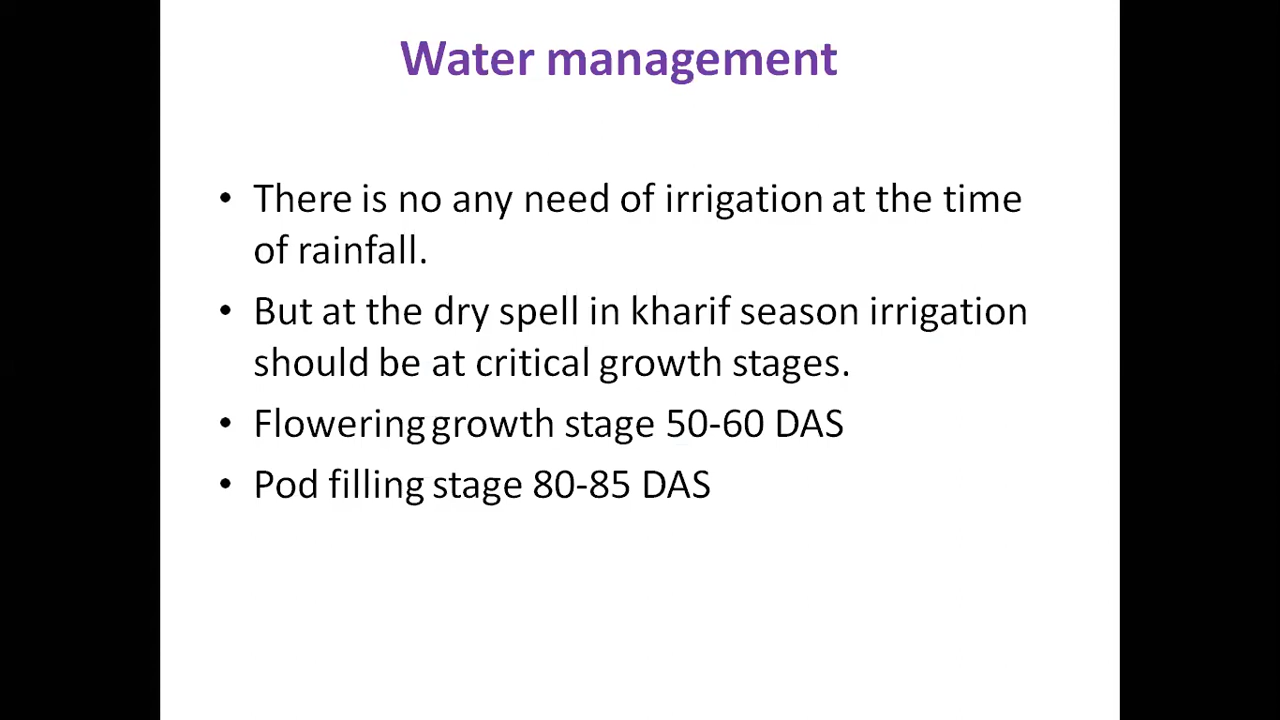 Water management
• There is no any need of irrigation at the time
of rainfall.
• But at the dry spell in kharif season irrigation
should be at critical growth stages.
• Flowering growth stage 50-60 DAS
• Pod filling stage 80-85 DAS